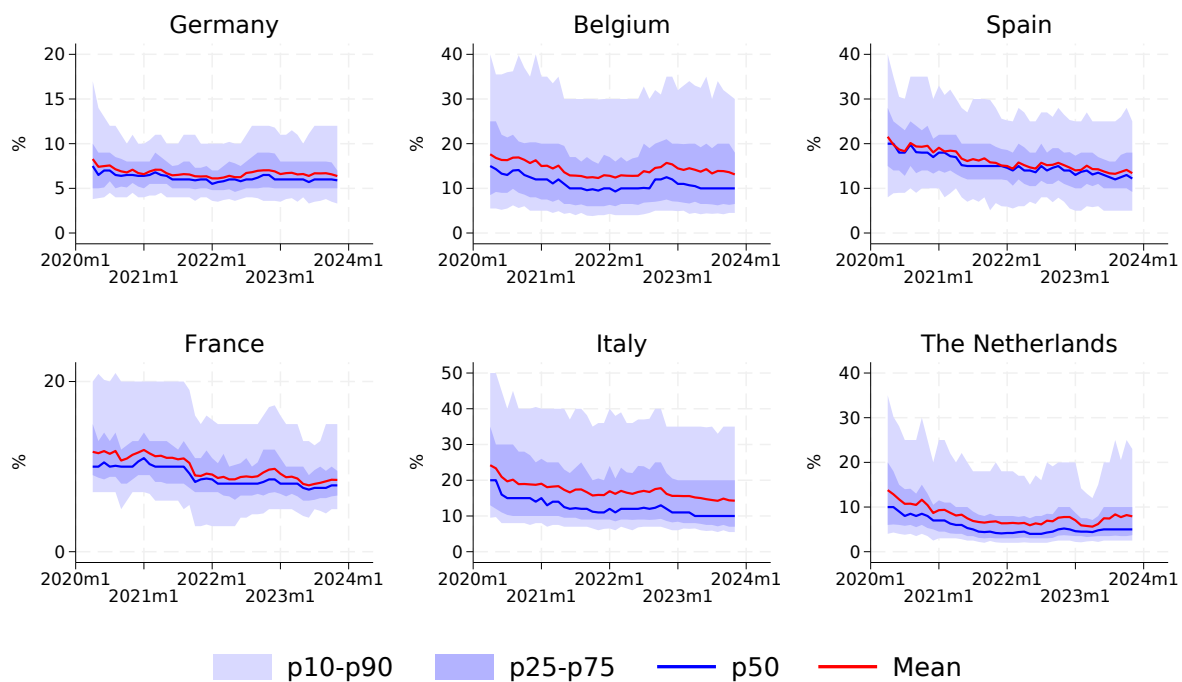 Germany
20
15
10
5
0
%
2020m1
2021m1
2022m1
2023m1
2024m1
Belgium
40
30
20
10
0
%
2020m1
2021m1
2022m1
2023m1
2024m1
Spain
40
30
20
10
0
%
2020m1
2021m1
2022m1
2023m1
2024m1
France
20
10
0
%
2020m1
2021m1
2022m1
2023m1
2024m1
Italy
50
40
30
20
10
0
%
2020m1
2021m1
2022m1
2023m1
2024m1
The Netherlands
40
30
20
10
0
%
2020m1
2021m1
2022m1
2023m1
2024m1
p10-p90
p25-p75
p50
Mean